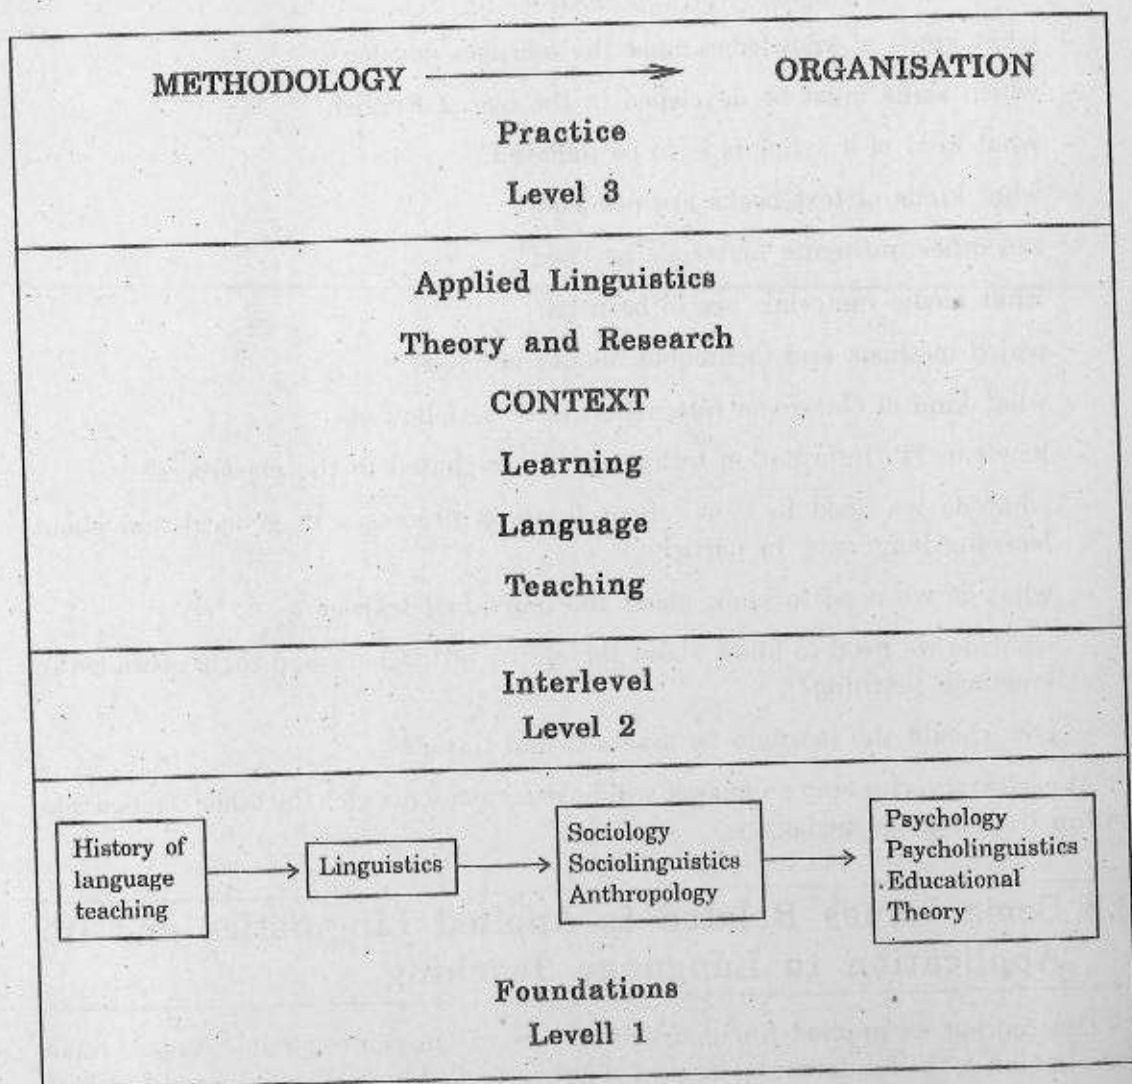 METHODOLOGY ORGANISATION
Practice
Level 3
Applied Linguistics
Theory and Research
CONTEXT
Learning
Language
Teaching
Interlevel
Level 2
History of
language
teaching
Linguistics
Sociology
Sociolinguistics
Anthropology
Psychology
Psycholinguistics
Educational
Theory
Foundations
Levell 1